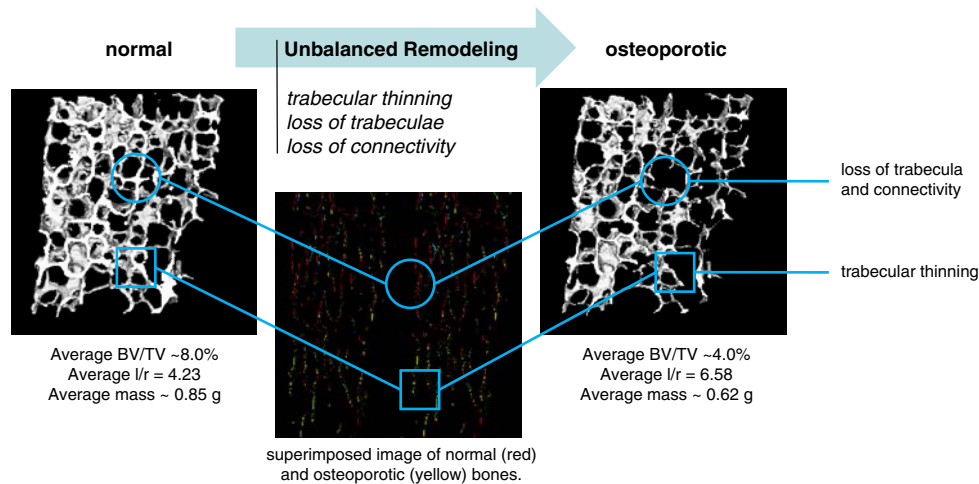 normal
Unbalanced Remodeling
osteoporotic
trabecular thinning
loss of trabeculae
loss of connectivity
loss of trabecula
and connectivity
trabecular thinning
Average BV/TV ~8.0%
Average l/r = 4.23
Average mass ~ 0.85 g
Average BV/TV ~4.0%
Average l/r = 6.58
Average mass ~ 0.62 g
superimposed image of normal (red)
and osteoporotic (yellow) bones.